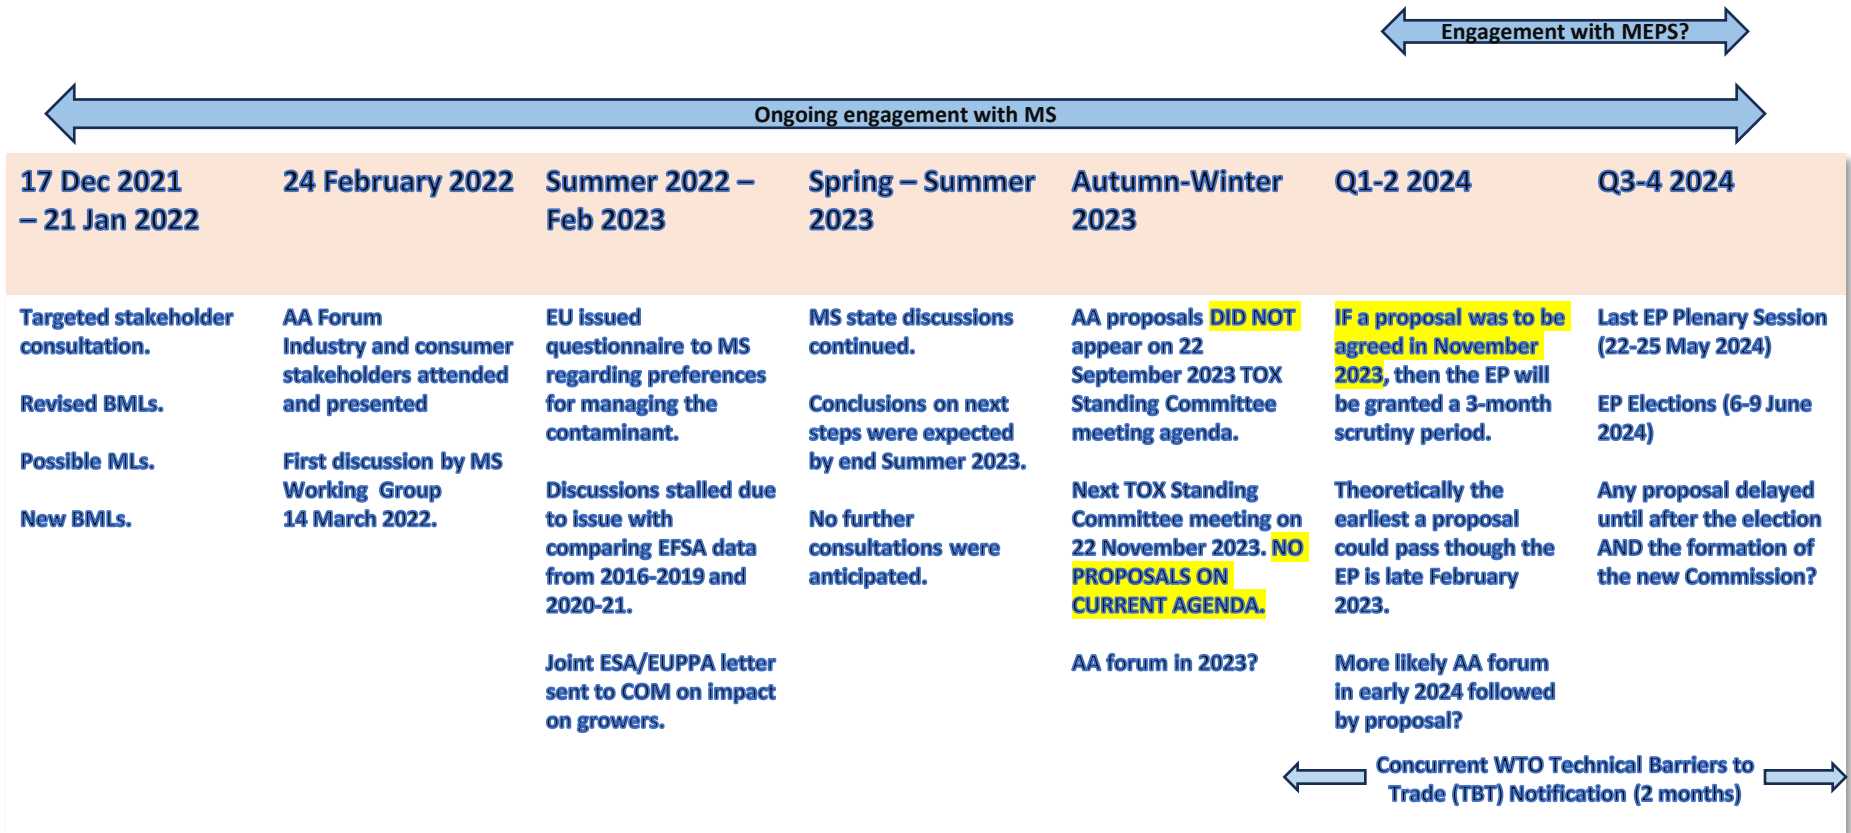 Engagement with MEPS?
Ongoing engagement with MS
17 Dec 2021
– 21 Jan 2022
24 February 2022
Summer 2022 –
Feb 2023
Spring – Summer
2023
Autumn-Winter
2023
Q1-2 2024
Q3-4 2024
Targeted stakeholder
consultation.
Revised BMLs.
Possible MLs.
New BMLs.
AA Forum
Industry and consumer
stakeholders attended
and presented
First discussion by MS
Working Group
14 March 2022.
EU issued
questionnaire to MS
regarding preferences
for managing the
contaminant.
Discussions stalled due
to issue with
comparing EFSA data
from 2016-2019 and
2020-21.
Joint ESA/EUPPA letter
sent to COM on impact
on growers.
MS state discussions
continued.
Conclusions on next
steps were expected
by end Summer 2023.
No further
consultations were
anticipated.
AA proposals DID NOT
appear on 22
September 2023 TOX
Standing Committee
meeting agenda.
Next TOX Standing
Committee meeting on
22 November 2023. NO
PROPOSALS ON
CURRENT AGENDA.
AA forum in 2023?
IF a proposal was to be
agreed in November
2023, then the EP will
be granted a 3-month
scrutiny period.
Theoretically the
earliest a proposal
could pass though the
EP is late February
2023.
More likely AA forum
in early 2024 followed
by proposal?
Last EP Plenary Session
(22-25 May 2024)
EP Elections (6-9 June
2024)
Any proposal delayed
until after the election
AND the formation of
the new Commission?
Concurrent WTO Technical Barriers to
Trade (TBT) Notification (2 months)